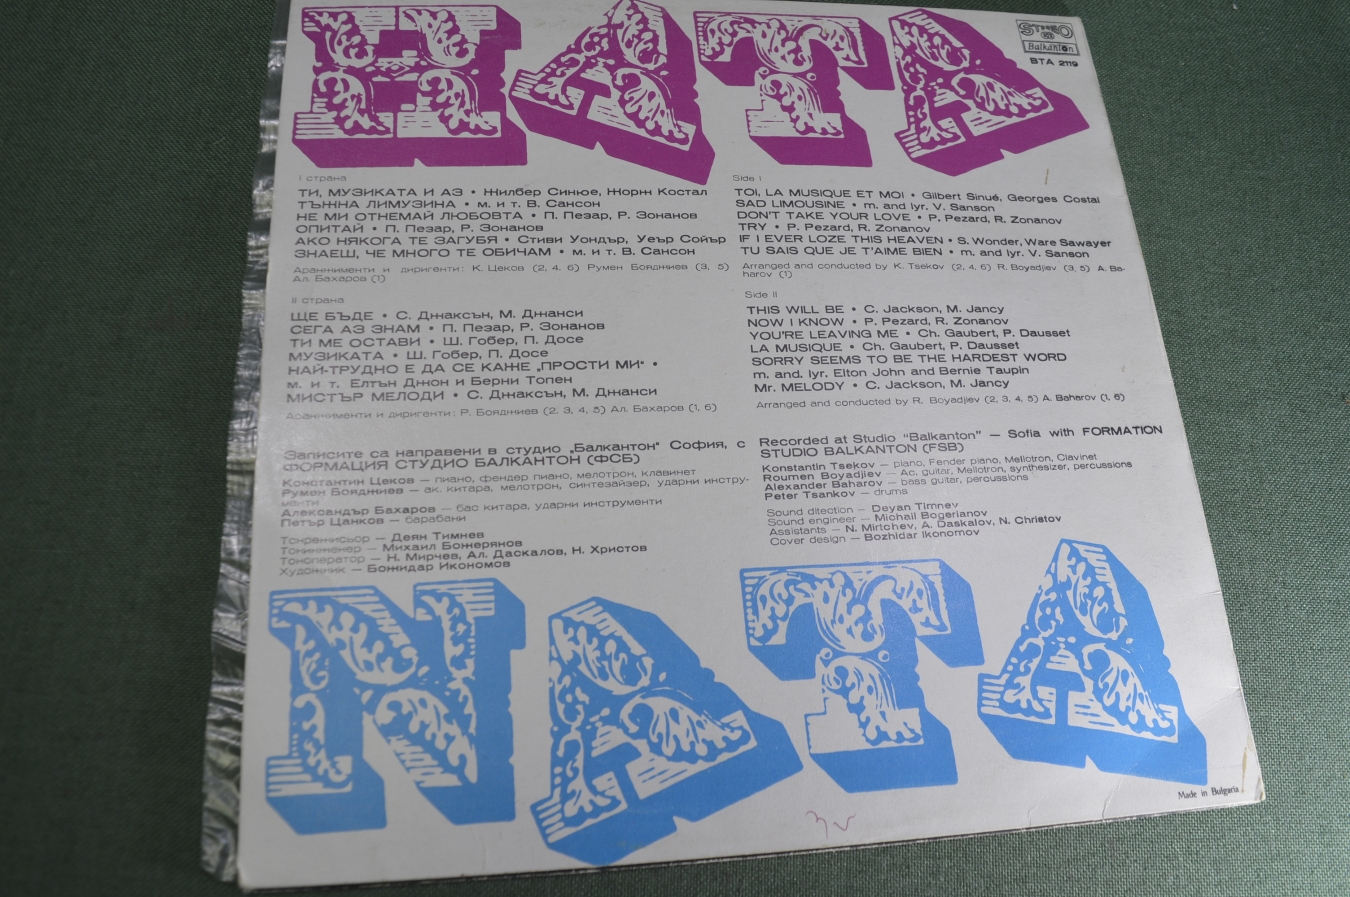 НАТА
STEREO
Balkanton
BTA 2119
I страна
ТИ, МУЗИКАТА И АЗ • Жилбер Синюе, Жорж Костал
ТЪЖНА ЛИМУЗИНА • м. и т. В. Сансон
НЕ МИ ОТНЕМАЙ ЛЮБОВТА • П. Пезар, Р. Зонанов
ОПИТАЙ • П. Пезар, Р. Зонанов
АКО НЯКОГА ТЕ ЗАГУБЯ • Стиви Уондър, Уеър Сойър
ЗНАЕШ, ЧЕ МНОГО ТЕ ОБИЧАМ • м. и т. В. Сансон
Аранжименти и диригенти: К. Цеков (2, 4, 6) Румен Бояджиев (3, 5)
Ал. Бахаров (1)
II страна
ЩЕ БЪДЕ • С. Джаксън, М. Джанси
СЕГА АЗ ЗНАМ • П. Пезар, Р. Зонанов
ТИ МЕ ОСТАВИ • Ш. Гобер, П. Досе
МУЗИКАТА • Ш. Гобер, П. Досе
НАЙ-ТРУДНО Е ДА СЕ КАЖЕ „ПРОСТИ МИ“ •
м. и т. Елтън Джон и Берни Топен
МИСТЪР МЕЛОДИ • С. Джаксън, М. Джанси
Аранжименти и диригенти: Р. Бояджиев (2, 3, 4, 5) Ал. Бахаров (1, 6)
Записите са направени в студио „Балкантон“ София, с
ФОРМАЦИЯ СТУДИО БАЛКАНТОН (ФСБ)
Константин Цеков — пиано, фендер пиано, мелотрон, клавинет
Румен Бояджиев — ак. китара, мелотрон, синтезайзер, ударни инстру-
менти
Александър Бахаров — бас китара, ударни инструменти
Петър Цанков — барабани
Тонрежисьор — Деян Тимнев
Тонинженер — Михаил Божерянов
Тоноператор — Н. Мирчев, Ал. Даскалов, Н. Христов
Художник — Божидар Икономов
Side I
TOI, LA MUSIQUE ET MOI • Gilbert Sinué, Georges Costal
SAD LIMOUSINE • m. and lyr. V. Sanson
DON'T TAKE YOUR LOVE • P. Pezard, R. Zonanov
TRY • P. Pezard, R. Zonanov
IF I EVER LOZE THIS HEAVEN • S. Wonder, Ware Sawayer
TU SAIS QUE JE T'AIME BIEN • m. and lyr. V. Sanson
Arranged and conducted by K. Tsekov (2, 4, 6) R. Boyadjiev (3, 5) A. Ba-
harov (1)
Side II
THIS WILL BE • C. Jackson, M. Jancy
NOW I KNOW • P. Pezard, R. Zonanov
YOU'RE LEAVING ME • Ch. Gaubert, P. Dausset
LA MUSIQUE • Ch. Gaubert, P. Dausset
SORRY SEEMS TO BE THE HARDEST WORD
m. and. lyr. Elton John and Bernie Taupin
Mr. MELODY • C. Jackson, M. Jancy
Arranged and conducted by R. Boyadjiev (2, 3, 4, 5) A. Baharov (1, 6)
Recorded at Studio "Balkanton" — Sofia with FORMATION
STUDIO BALKANTON (FSB)
Konstantin Tsekov — piano, Fender piano, Mellotron, Clavinet
Roumen Boyadjiev — Ac. guitar, Mellotron, synthesizer, percussions
Alexander Baharov — bass guitar, percussions
Peter Tsankov — drums
Sound ditection — Deyan Timnev
Sound engineer — Michail Bogerianov
Assistants — N. Mirtchev, A. Daskalov, N. Christov
Cover design — Bozhidar Ikonomov
NATA
Made in Bulgaria